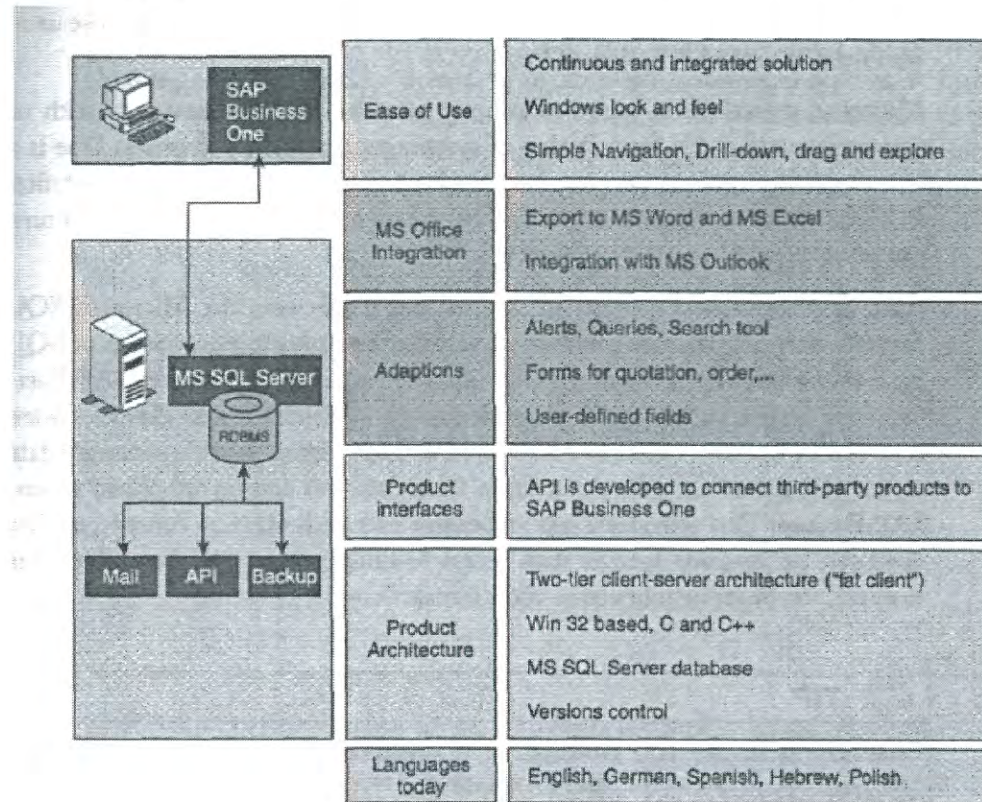 SAP
Business
One
MS SQL Server
RDBMS
Mail
API
Backup
Ease of Use
Continuous and integrated solution
Windows look and feel
Simple Navigation, Drill-down, drag and explore
MS Office
Integration
Export to MS Word and MS Excel
Integration with MS Outlook
Adaptions
Alerts, Queries, Search tool
Forms for quotation, order,...
User-defined fields
Product
interfaces
API is developed to connect third-party products to
SAP Business One
Product
Architecture
Two-tier client-server architecture ("fat client")
Win 32 based, C and C++
MS SQL Server database
Versions control
Languages
today
English, German, Spanish, Hebrew, Polish